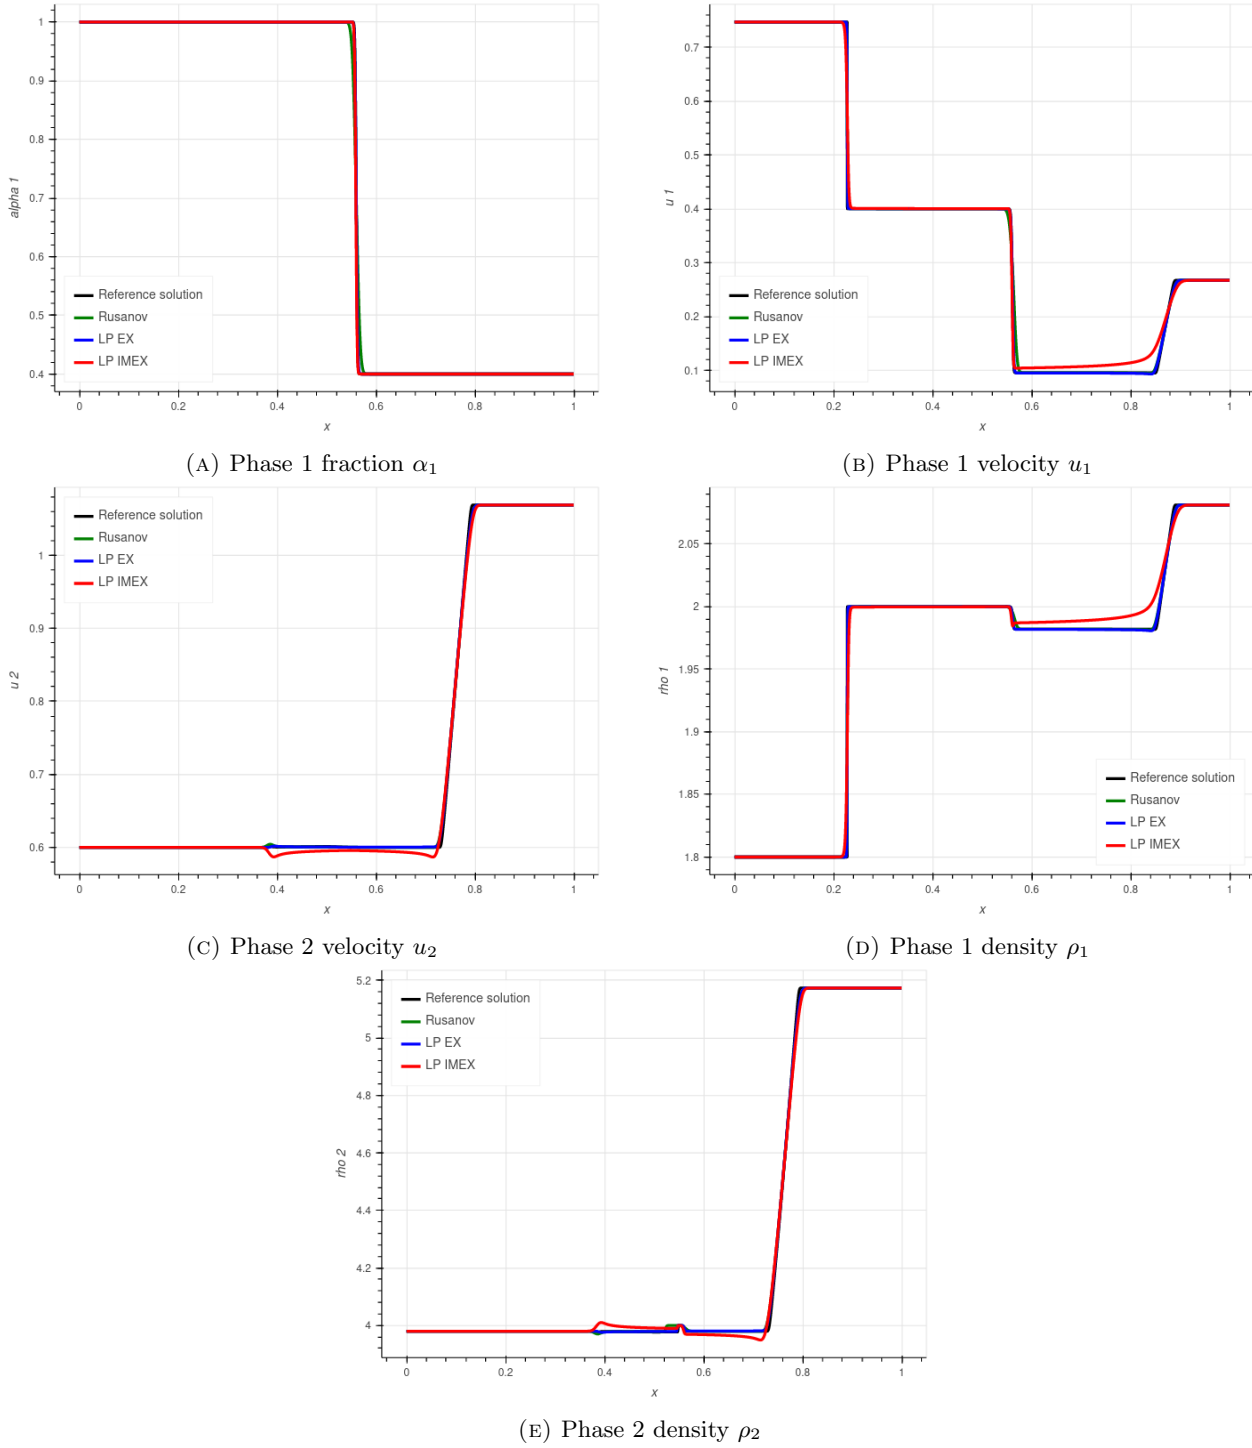 1
0.9
0.8
0.7
0.6
0.5
0.4
alpha 1
Reference solution
Rusanov
LP EX
LP IMEX
0
0.2
0.4
0.6
0.8
1
x
(A) Phase 1 fraction α₁
0.7
0.6
0.5
0.4
0.3
0.2
0.1
u 1
Reference solution
Rusanov
LP EX
LP IMEX
0
0.2
0.4
0.6
0.8
1
x
(B) Phase 1 velocity u₁
1
0.9
0.8
0.7
0.6
u 2
Reference solution
Rusanov
LP EX
LP IMEX
0
0.2
0.4
0.6
0.8
1
x
(C) Phase 2 velocity u₂
2.05
2
1.95
1.9
1.85
1.8
rho 1
Reference solution
Rusanov
LP EX
LP IMEX
0
0.2
0.4
0.6
0.8
1
x
(D) Phase 1 density ρ₁
5.2
5
4.8
4.6
4.4
4.2
4
rho 2
Reference solution
Rusanov
LP EX
LP IMEX
0
0.2
0.4
0.6
0.8
1
x
(E) Phase 2 density ρ₂